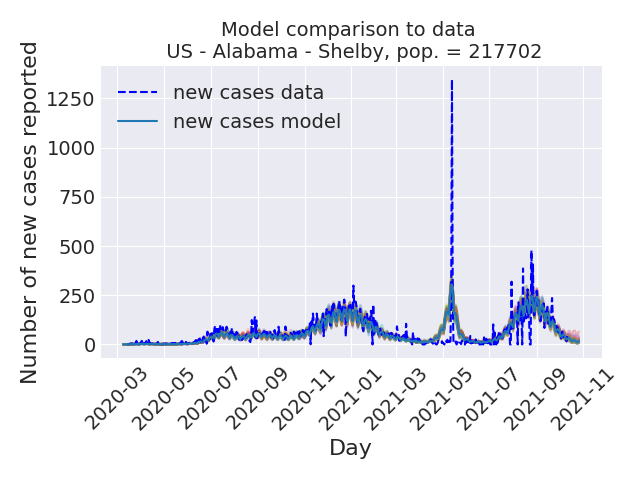 Model comparison to data
US - Alabama - Shelby, pop. = 217702
Number of new cases reported
1250
1000
750
500
250
0
new cases data
new cases model
2020-03
2020-05
2020-07
2020-09
2020-11
2021-01
2021-03
2021-05
2021-07
2021-09
2021-11
Day